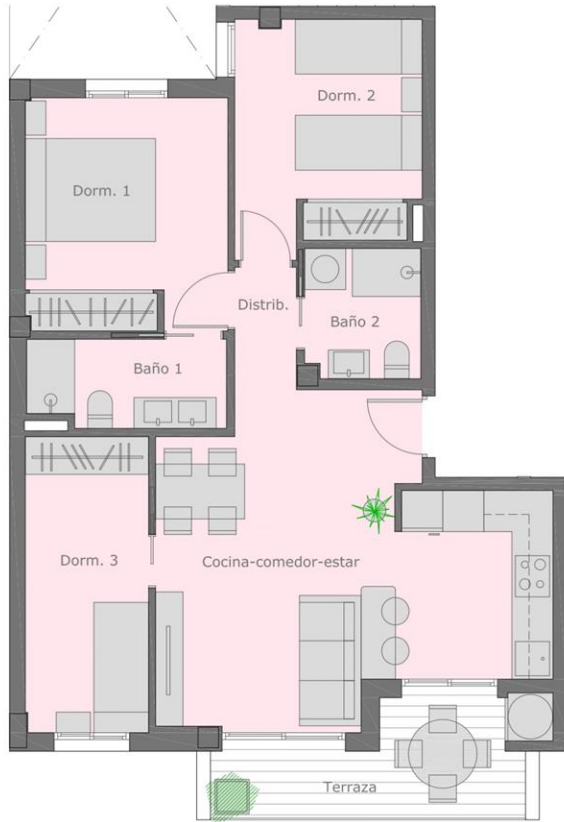 Dorm. 2
Dorm. 1
Distrib.
Baño 2
Baño 1
Dorm. 3
Cocina-comedor-estar
Terraza